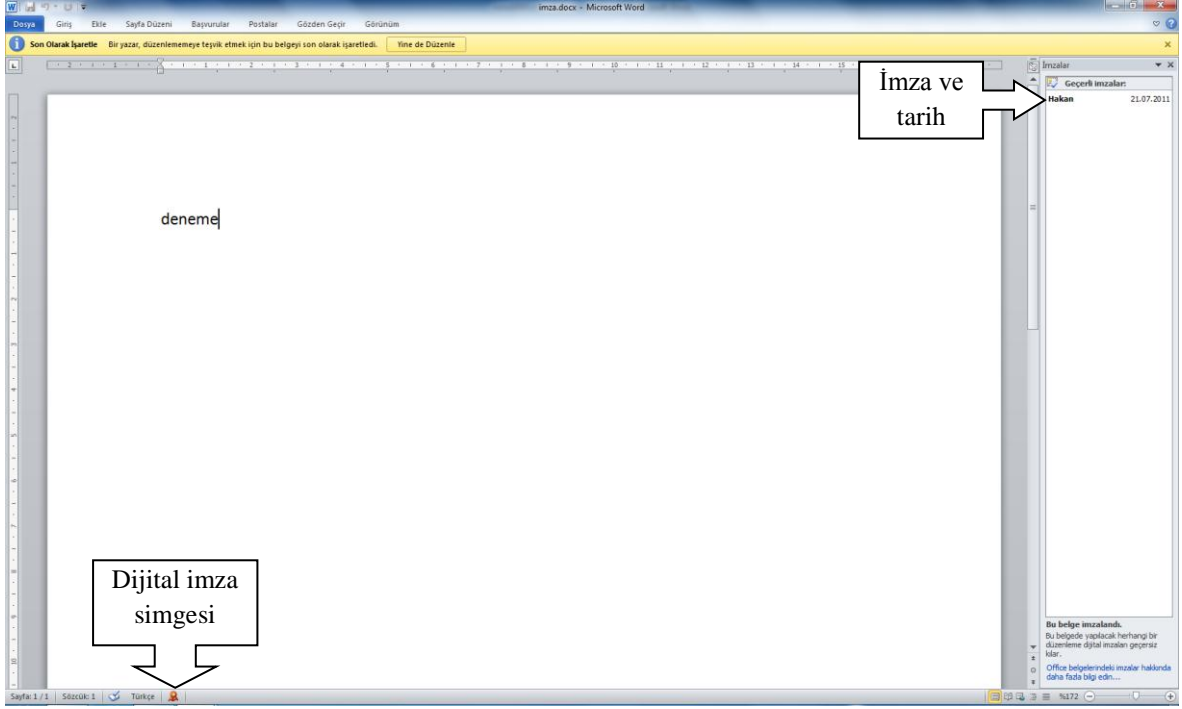 imza.docx - Microsoft Word
Dosya Giriş Ekle Sayfa Düzeni Başvurular Postalar Gözden Geçir Görünüm
Son Olarak İşaretle Bir yazar, düzenlememeye teşvik etmek için bu belgeyi son olarak işaretledi. Yine de Düzenle
İmzalar
Geçerli imzalar:
Hakan 21.07.2011
İmza ve
tarih
deneme
Dijital imza
simgesi
Bu belge imzalandı.
Bu belgede yapılacak herhangi bir
düzenleme dijital imzaları geçersiz
kılar.
Office belgelerindeki imzalar hakkında
daha fazla bilgi edin....
Sayfa: 1 / 1 Sözcük: 1 Türkçe %172